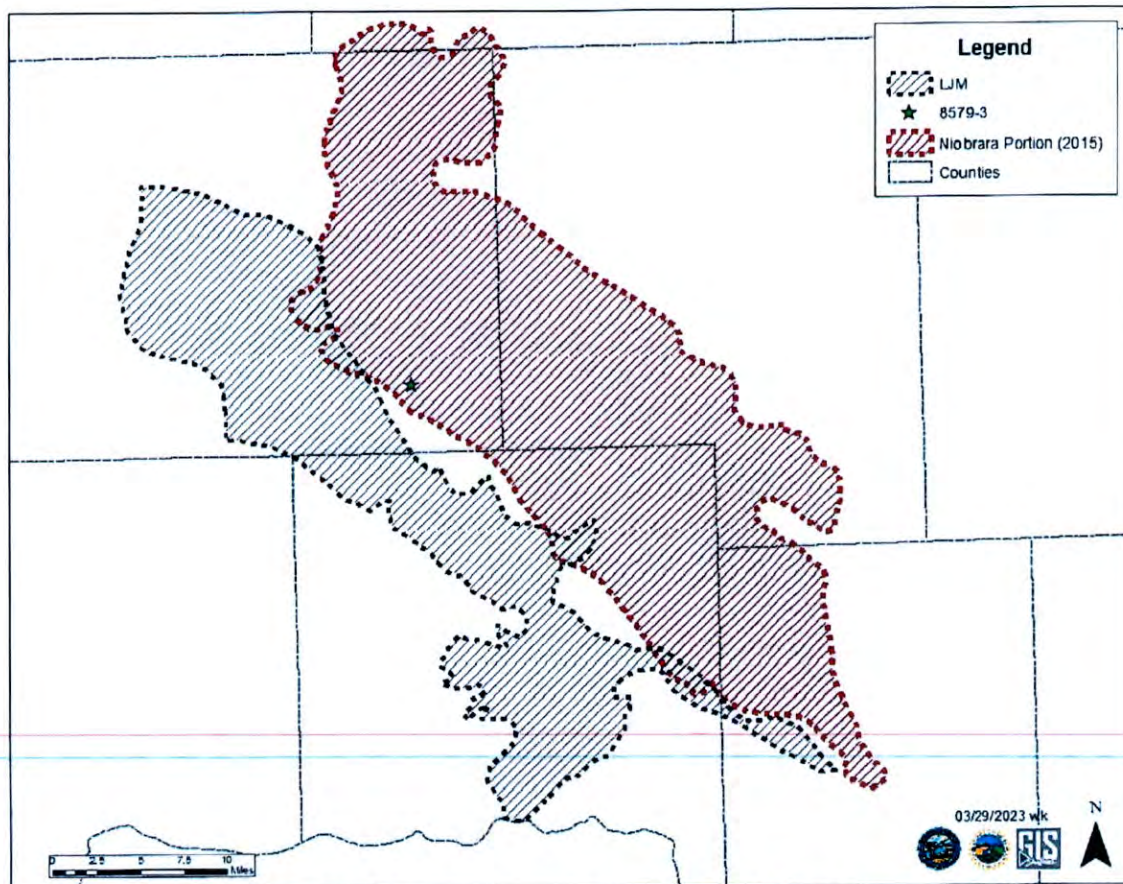 Legend
LJM
8579-3
Niobrara Portion (2015)
Counties
03/29/2023 wk
N
GIS
0 2.5 5 7.5 10
Miles